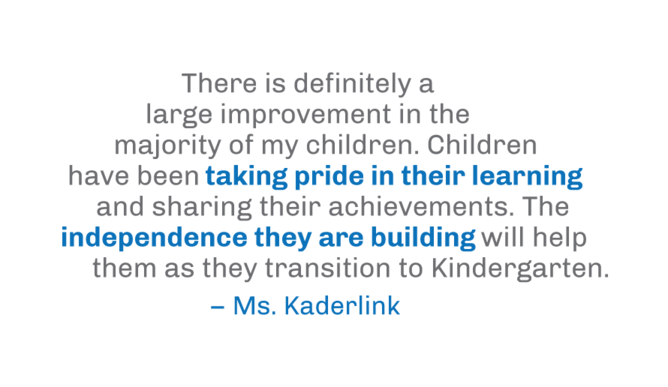 There is definitely a
large improvement in the
majority of my children. Children
have been taking pride in their learning
and sharing their achievements. The
independence they are building will help
them as they transition to Kindergarten.
– Ms. Kaderlink